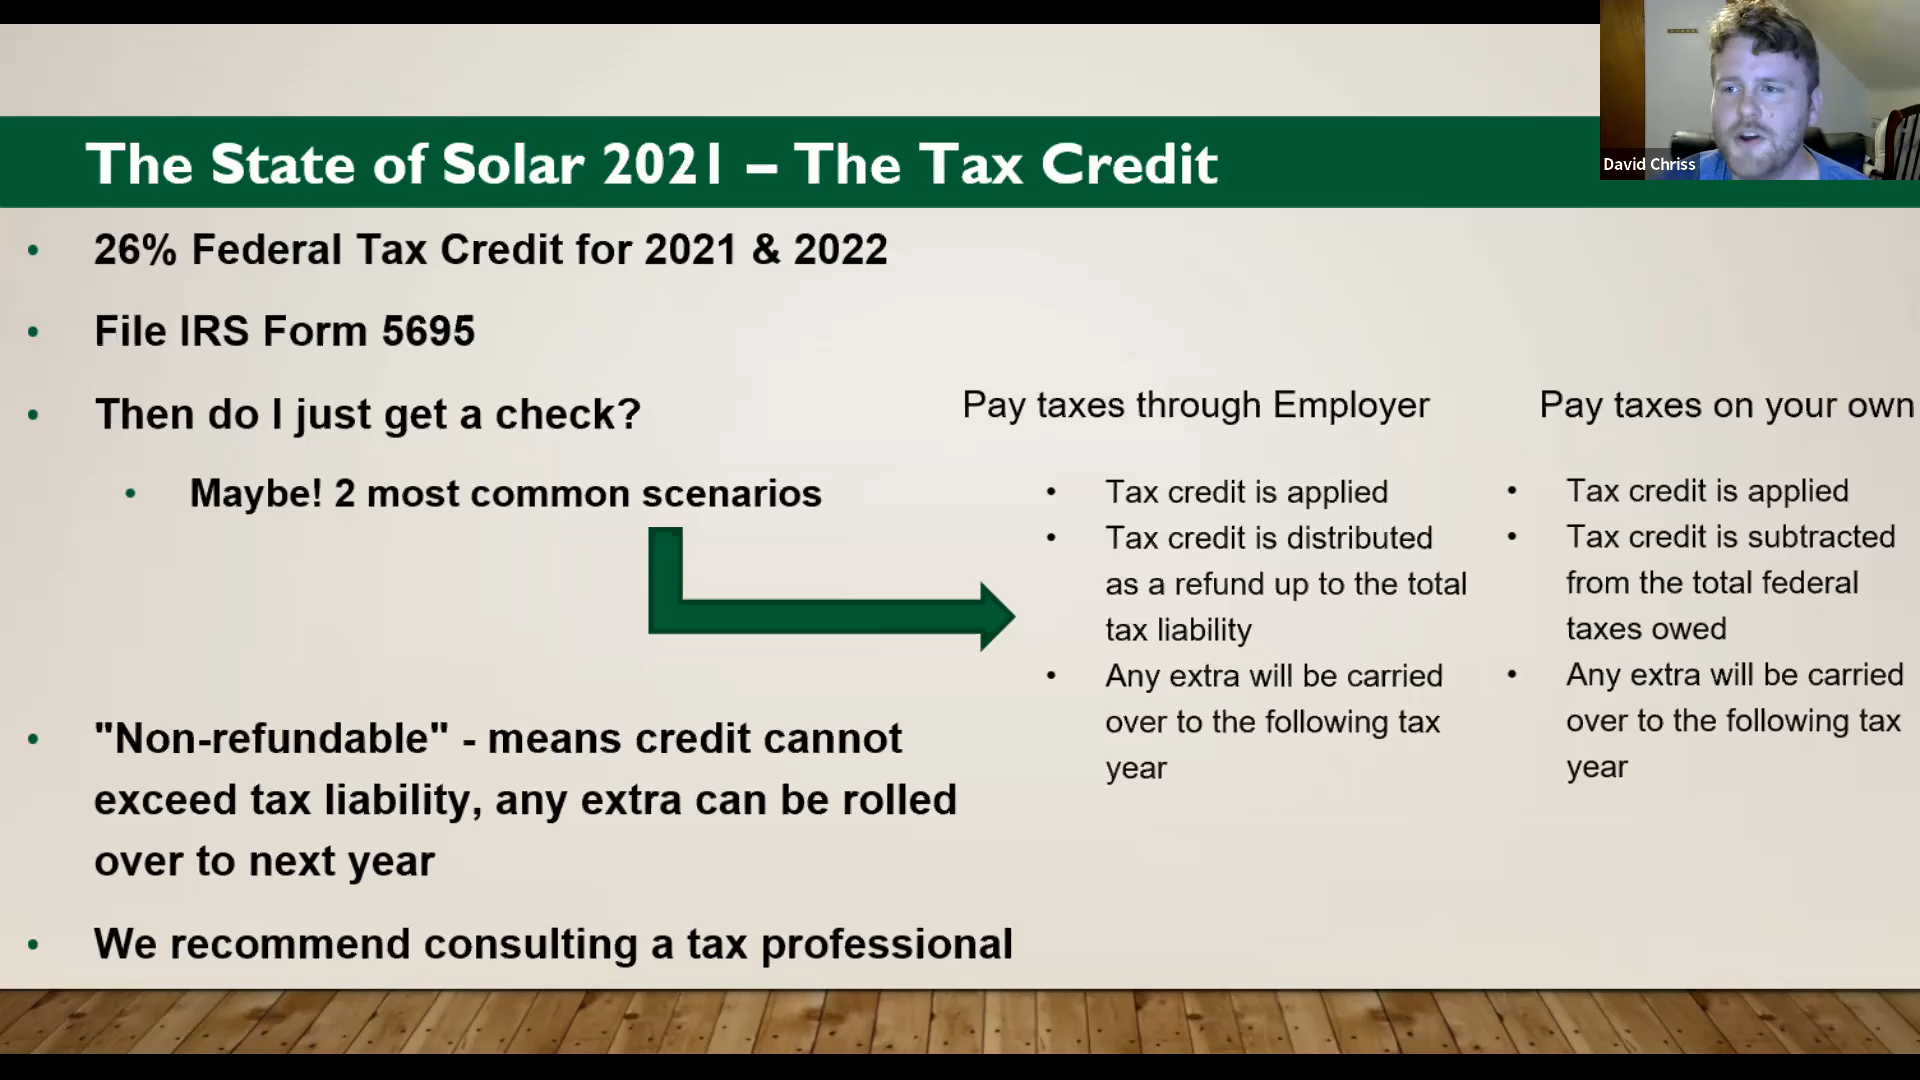 David Chriss
The State of Solar 2021 – The Tax Credit
• 26% Federal Tax Credit for 2021 & 2022
• File IRS Form 5695
• Then do I just get a check?
• Maybe! 2 most common scenarios
Pay taxes through Employer
• Tax credit is applied
• Tax credit is distributed
as a refund up to the total
tax liability
• Any extra will be carried
over to the following tax
year
Pay taxes on your own
• Tax credit is applied
• Tax credit is subtracted
from the total federal
taxes owed
• Any extra will be carried
over to the following tax
year
• "Non-refundable" - means credit cannot
exceed tax liability, any extra can be rolled
over to next year
• We recommend consulting a tax professional